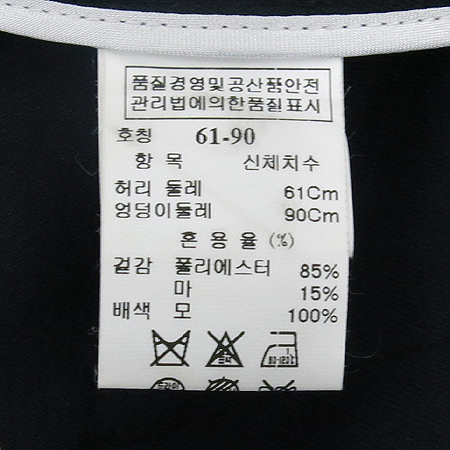 품질경영및공산품안전
관리법에의한품질표시
호칭 61-90
항 목 신체치수
허리 둘레 61Cm
엉덩이둘레 90Cm
혼 용 율 (%)
겉감 폴리에스터 85%
마 15%
배색 모 100%